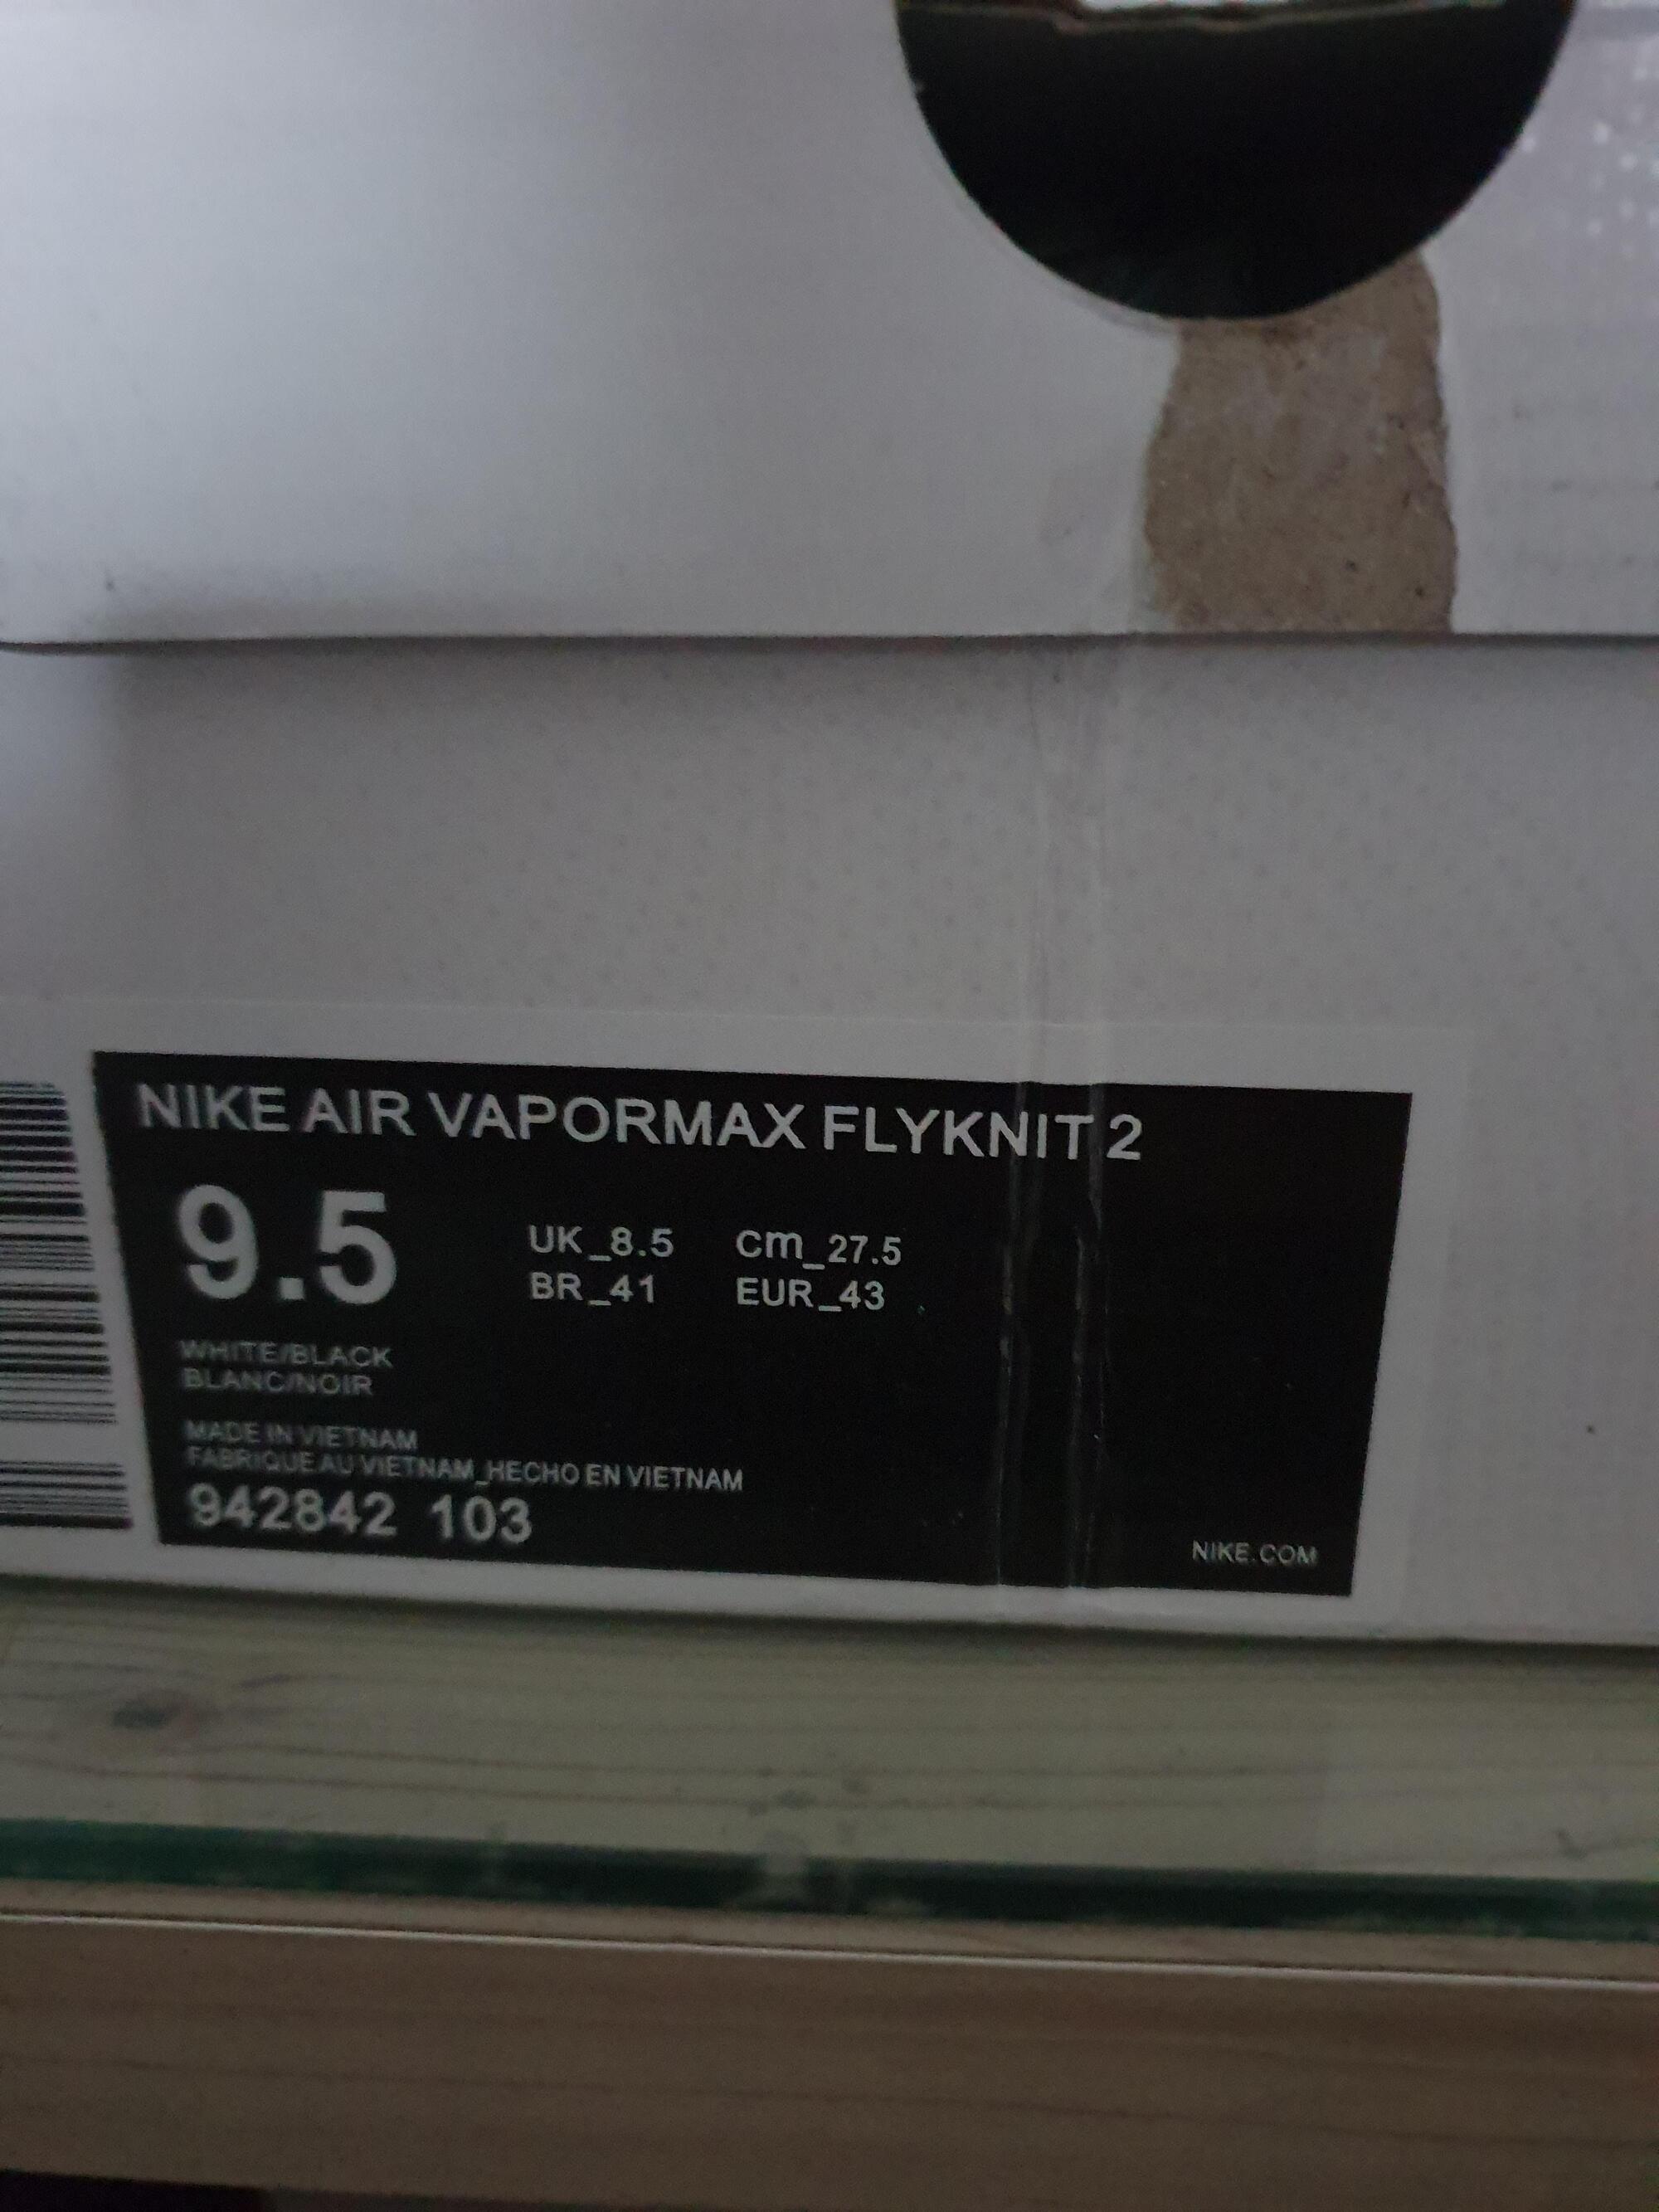 NIKE AIR VAPORMAX FLYKNIT 2
9.5
UK_8.5 cm_27.5
BR_41 EUR_43
WHITE/BLACK
BLANC/NOIR
MADE IN VIETNAM
FABRIQUE AU VIETNAM_HECHO EN VIETNAM
942842 103
NIKE.COM